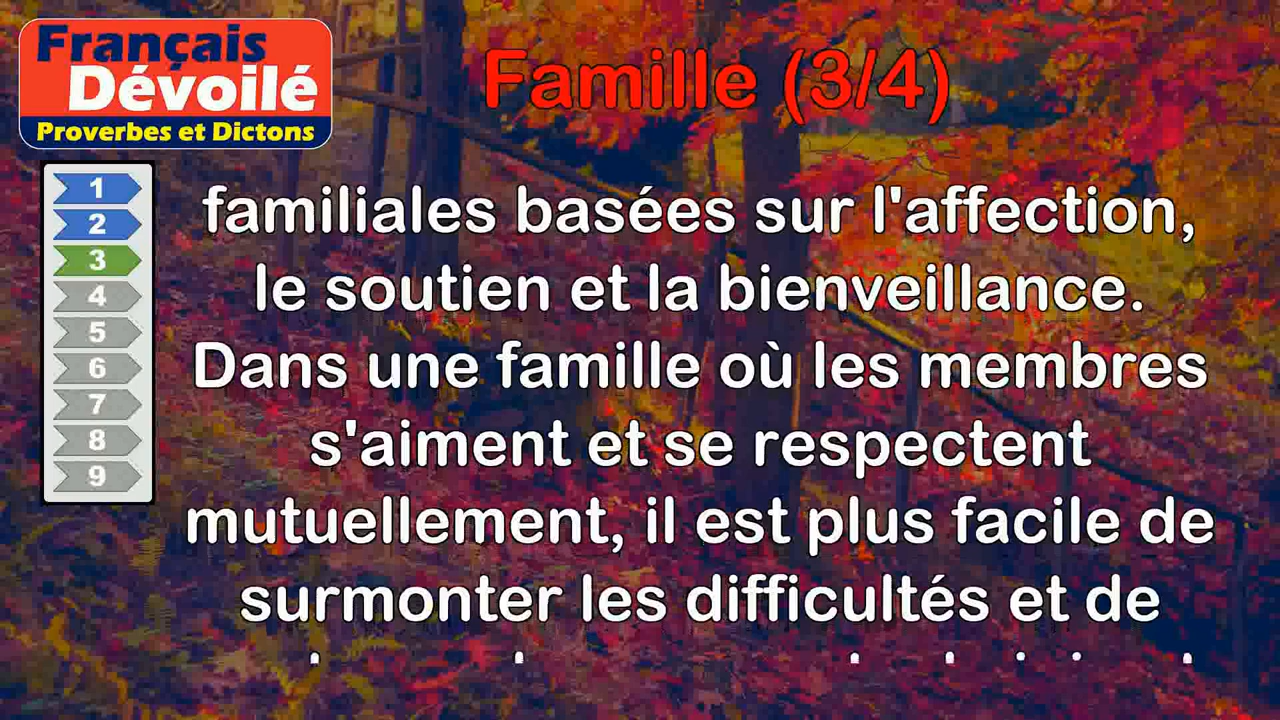 Français
Dévoilé
Proverbes et Dictons
Famille (3/4)
1
2
3
4
5
6
7
8
9
familiales basées sur l'affection,
le soutien et la bienveillance.
Dans une famille où les membres
s'aiment et se respectent
mutuellement, il est plus facile de
surmonter les difficultés et de